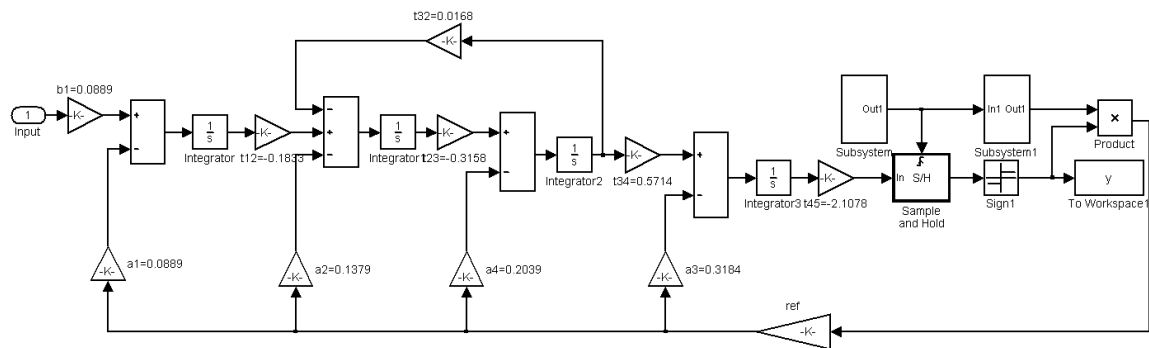 t32=0.0168
-K-
b1=0.0889
1
Input
-K-
+
−
1
s
Integrator
-K-
t12=-0.1833
−
+
−
1
s
Integrator1
-K-
t23=-0.3158
+
−
1
s
Integrator2
-K-
t34=0.5714
+
−
1
s
Integrator3
-K-
t45=-2.1078
Out1
Subsystem
In
S/H
Sample
and Hold
In1 Out1
Subsystem1
Sign1
×
Product
y
To Workspace1
-K-
a1=0.0889
-K-
a2=0.1379
-K-
a4=0.2039
-K-
a3=0.3184
ref
-K-